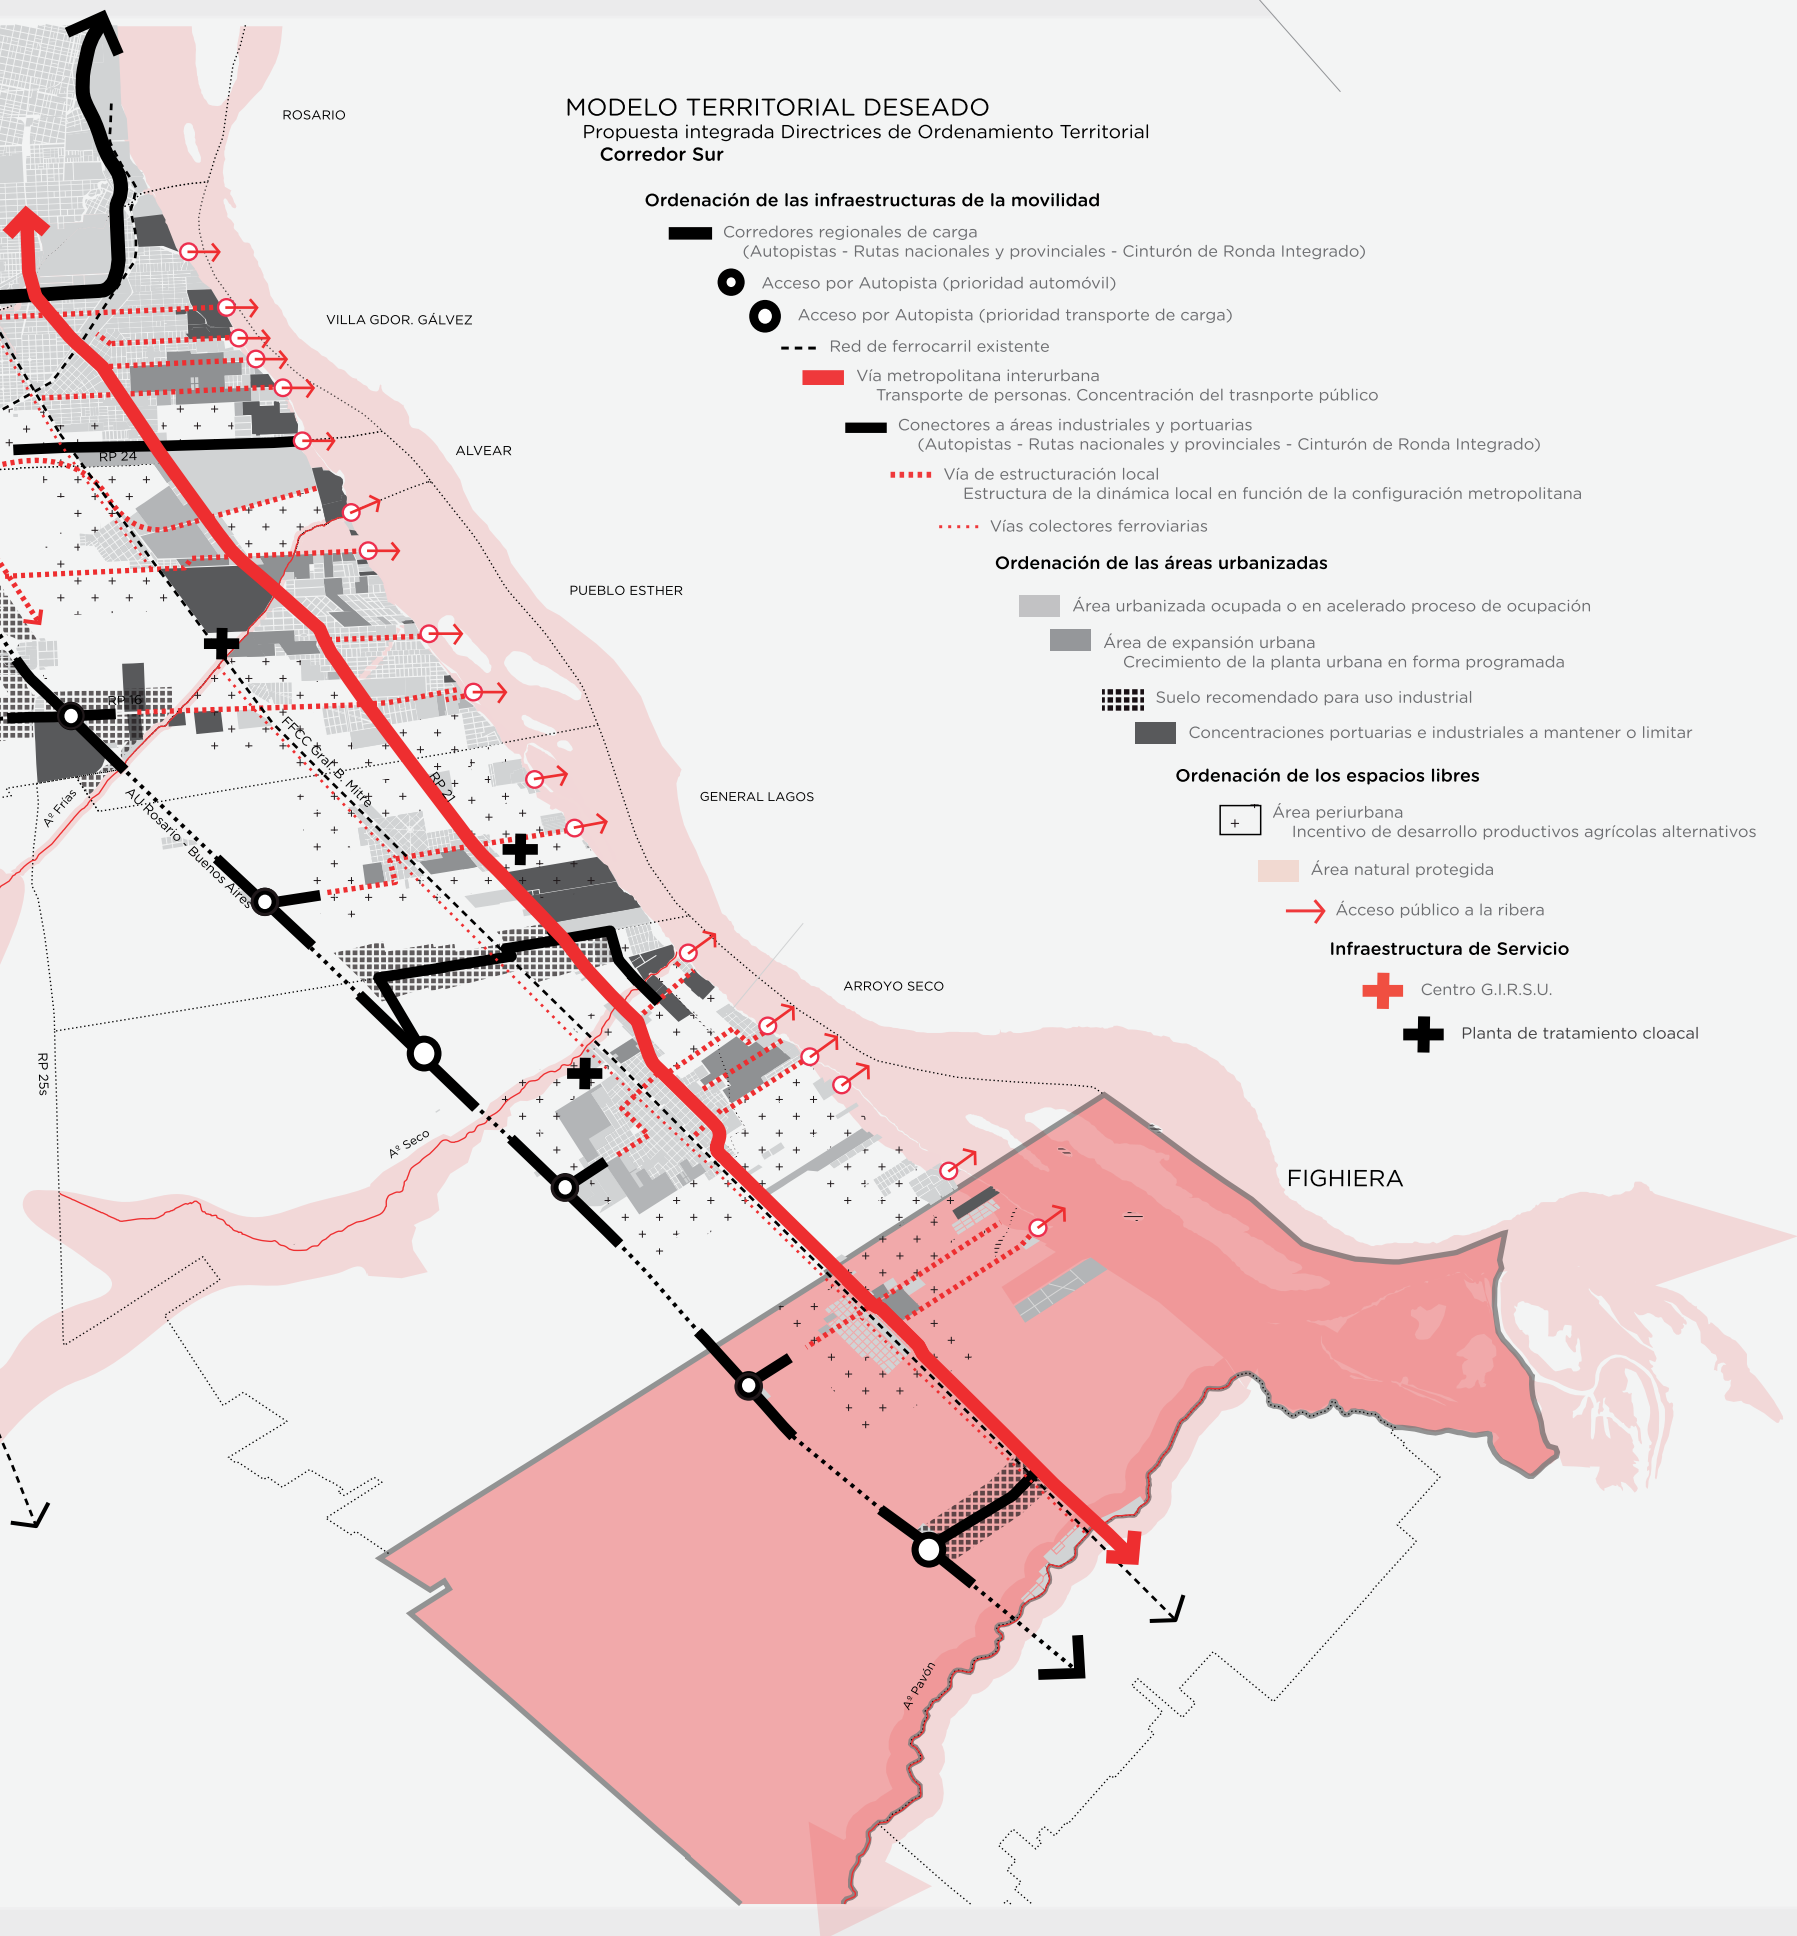 MODELO TERRITORIAL DESEADO
Propuesta integrada Directrices de Ordenamiento Territorial
Corredor Sur
Ordenación de las infraestructuras de la movilidad
Corredores regionales de carga
(Autopistas - Rutas nacionales y provinciales - Cinturón de Ronda Integrado)
Acceso por Autopista (prioridad automóvil)
Acceso por Autopista (prioridad transporte de carga)
Red de ferrocarril existente
Vía metropolitana interurbana
Transporte de personas. Concentración del trasnporte público
Conectores a áreas industriales y portuarias
(Autopistas - Rutas nacionales y provinciales - Cinturón de Ronda Integrado)
Vía de estructuración local
Estructura de la dinámica local en función de la configuración metropolitana
Vías colectores ferroviarias
Ordenación de las áreas urbanizadas
Área urbanizada ocupada o en acelerado proceso de ocupación
Área de expansión urbana
Crecimiento de la planta urbana en forma programada
Suelo recomendado para uso industrial
Concentraciones portuarias e industriales a mantener o limitar
Ordenación de los espacios libres
Área periurbana
Incentivo de desarrollo productivos agrícolas alternativos
Área natural protegida
Ácceso público a la ribera
Infraestructura de Servicio
Centro G.I.R.S.U.
Planta de tratamiento cloacal
ROSARIO
VILLA GDOR. GÁLVEZ
ALVEAR
PUEBLO ESTHER
GENERAL LAGOS
ARROYO SECO
FIGHIERA
RP 24
RP 16
FFCC Gral. B. Mitre
RP 21
Aº Frías
AU Rosario - Buenos Aires
RP 25s
Aº Seco
Aº Pavón